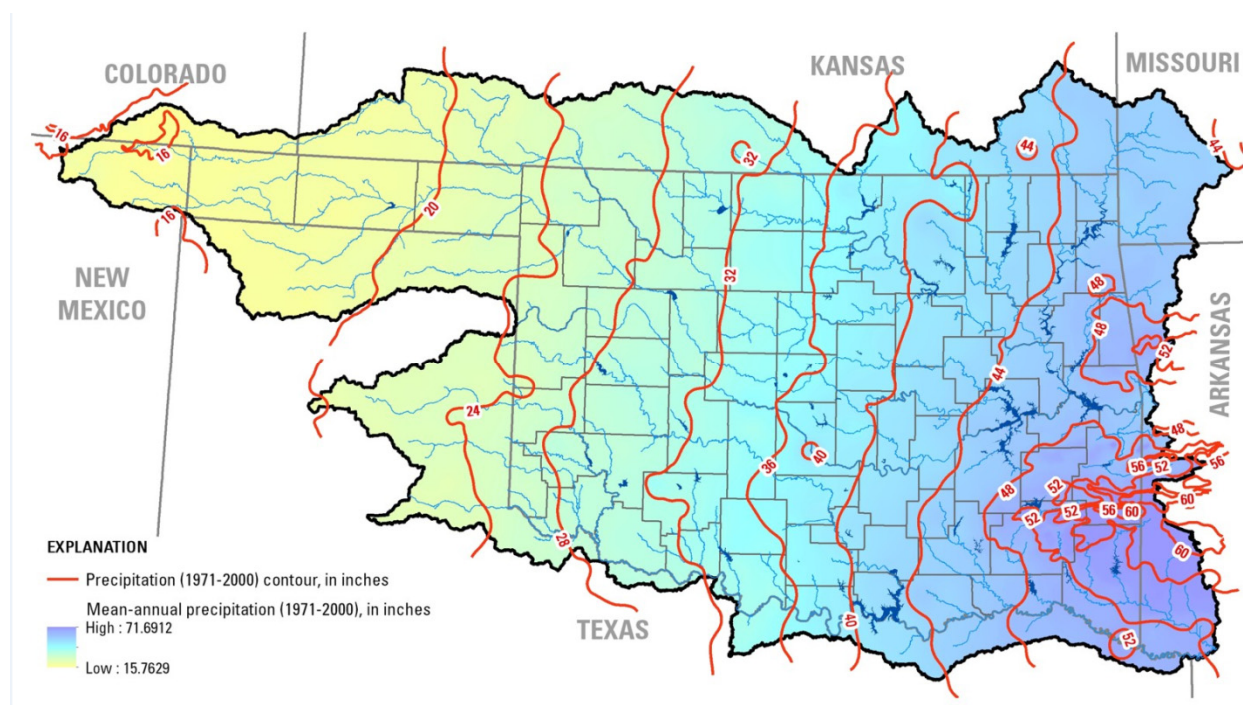 COLORADO
KANSAS
MISSOURI
16
16
32
44
44
16
20
NEW
MEXICO
32
48
48
52
ARKANSAS
44
24
48
40
36
56
52
56
48
52
60
52
52
56
60
28
60
EXPLANATION
Precipitation (1971-2000) contour, in inches
Mean-annual precipitation (1971-2000), in inches
High : 71.6912
Low : 15.7629
TEXAS
40
52